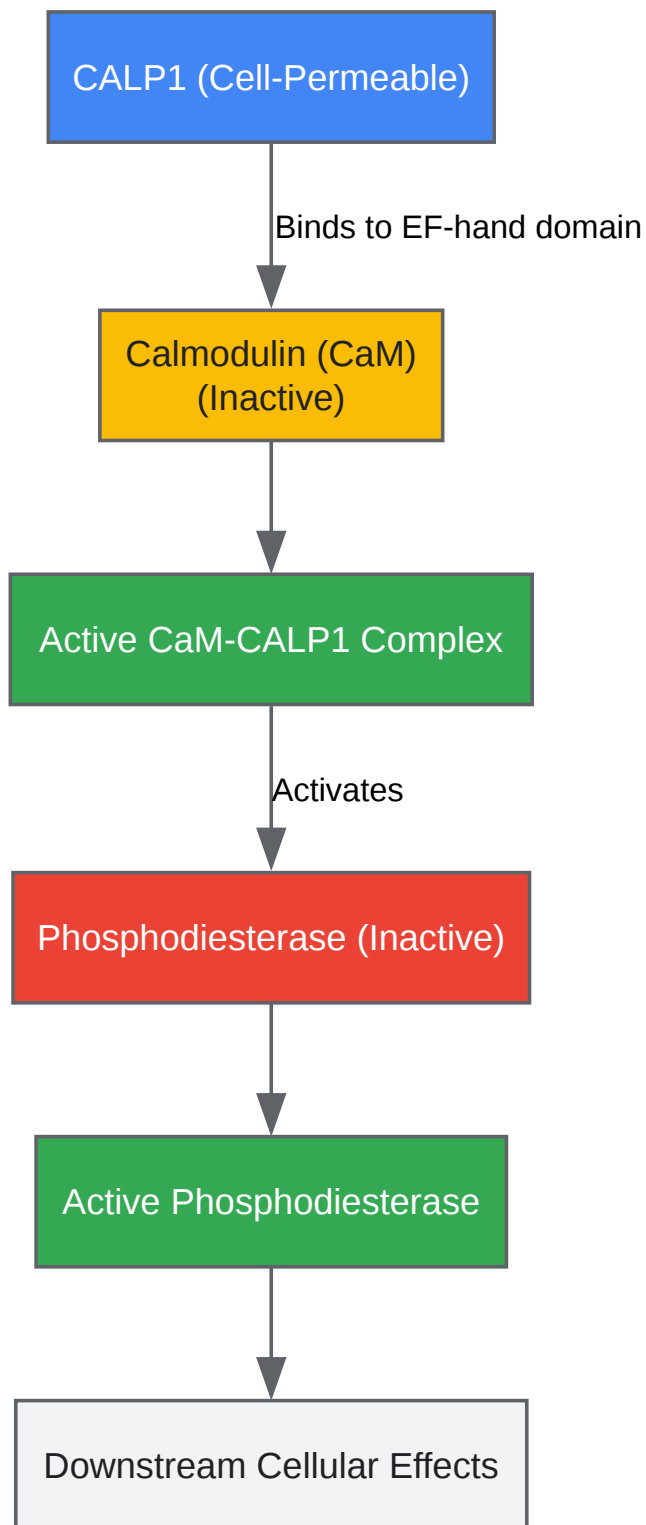 CALP1 (Cell-Permeable)
Binds to EF-hand domain
Calmodulin (CaM)
(Inactive)
Active CaM-CALP1 Complex
Activates
Phosphodiesterase (Inactive)
Active Phosphodiesterase
Downstream Cellular Effects